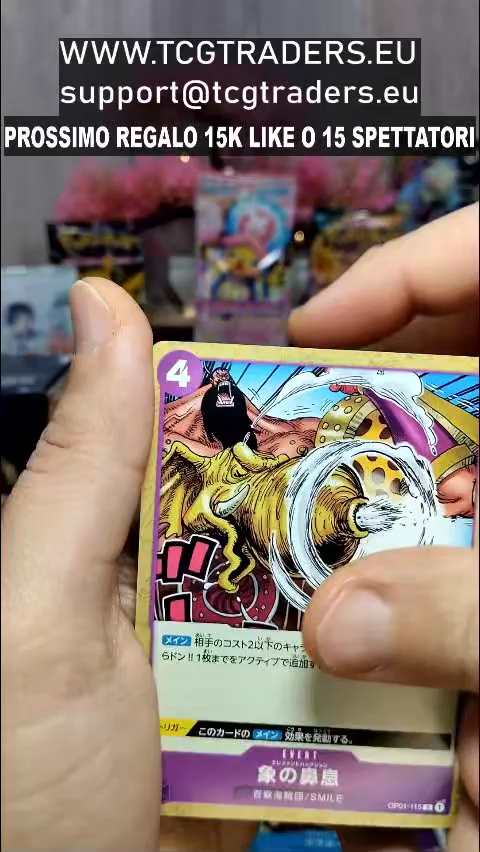 WWW.TCGTRADERS.EU
support@tcgtraders.eu
PROSSIMO REGALO 15K LIKE O 15 SPETTATORI
4
メイン 相手のコスト2以下のキャラ
らドン!!1枚までをアクティブで追加す
トリガー このカードの メイン 効果を発動する。
EVENT
象の鼻息
百獣海賊団/SMILE
OP01-115 C 1